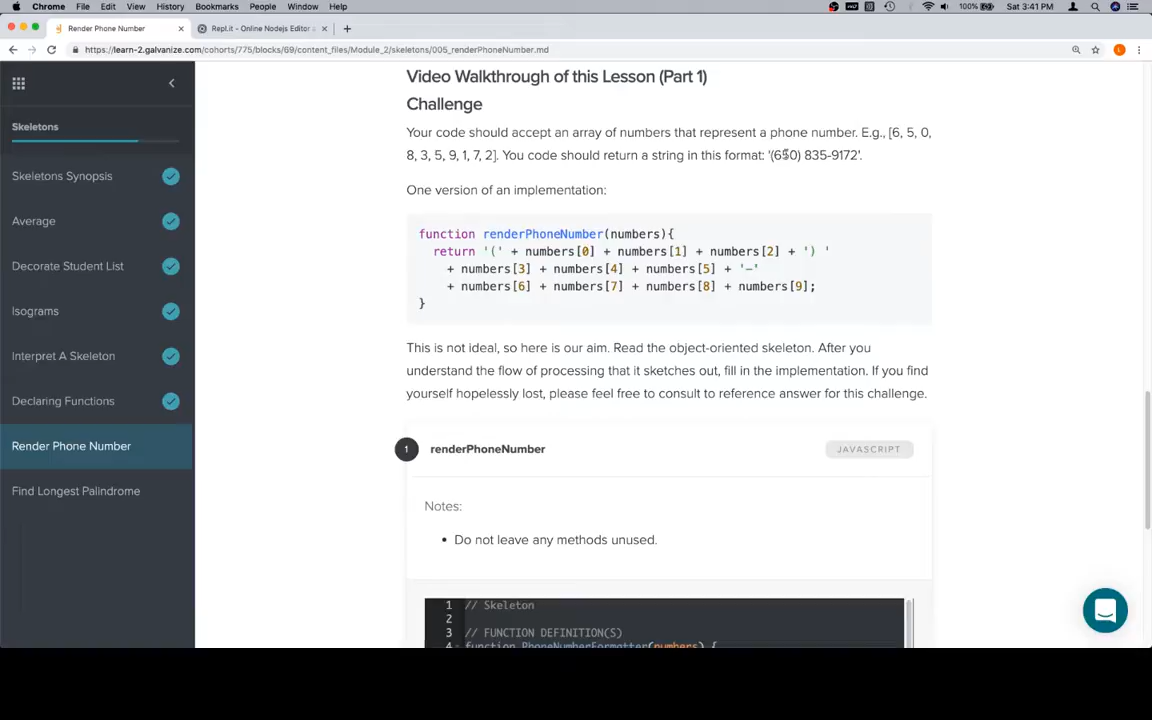 Chrome File Edit View History Bookmarks People Window Help 100% Sat 3:41 PM
Render Phone Number × Repl.it - Online Nodejs Editor × +
https://learn-2.galvanize.com/cohorts/775/blocks/69/content_files/Module_2/skeletons/005_renderPhoneNumber.md
Skeletons
Skeletons Synopsis
Average
Decorate Student List
Isograms
Interpret A Skeleton
Declaring Functions
Render Phone Number
Find Longest Palindrome
Video Walkthrough of this Lesson (Part 1)
Challenge
Your code should accept an array of numbers that represent a phone number. E.g., [6, 5, 0,
8, 3, 5, 9, 1, 7, 2]. You code should return a string in this format: '(650) 835-9172'.
One version of an implementation:
function renderPhoneNumber(numbers){
return '(' + numbers[0] + numbers[1] + numbers[2] + ') '
+ numbers[3] + numbers[4] + numbers[5] + '-'
+ numbers[6] + numbers[7] + numbers[8] + numbers[9];
}
This is not ideal, so here is our aim. Read the object-oriented skeleton. After you
understand the flow of processing that it sketches out, fill in the implementation. If you find
yourself hopelessly lost, please feel free to consult to reference answer for this challenge.
1 renderPhoneNumber JAVASCRIPT
Notes:
• Do not leave any methods unused.
1 // Skeleton
2
3 // FUNCTION DEFINITION(S)
4 function PhoneNumberFormatter(numbers) {